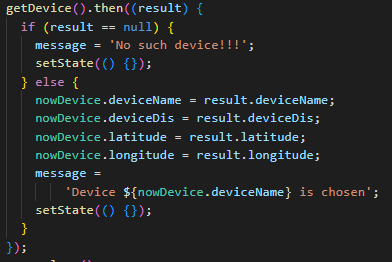 getDevice().then((result) {
if (result == null) {
message = 'No such device!!!';
setState(() {});
} else {
nowDevice.deviceName = result.deviceName;
nowDevice.deviceDis = result.deviceDis;
nowDevice.latitude = result.latitude;
nowDevice.longitude = result.longitude;
message =
'Device ${nowDevice.deviceName} is chosen';
setState(() {});
}
});